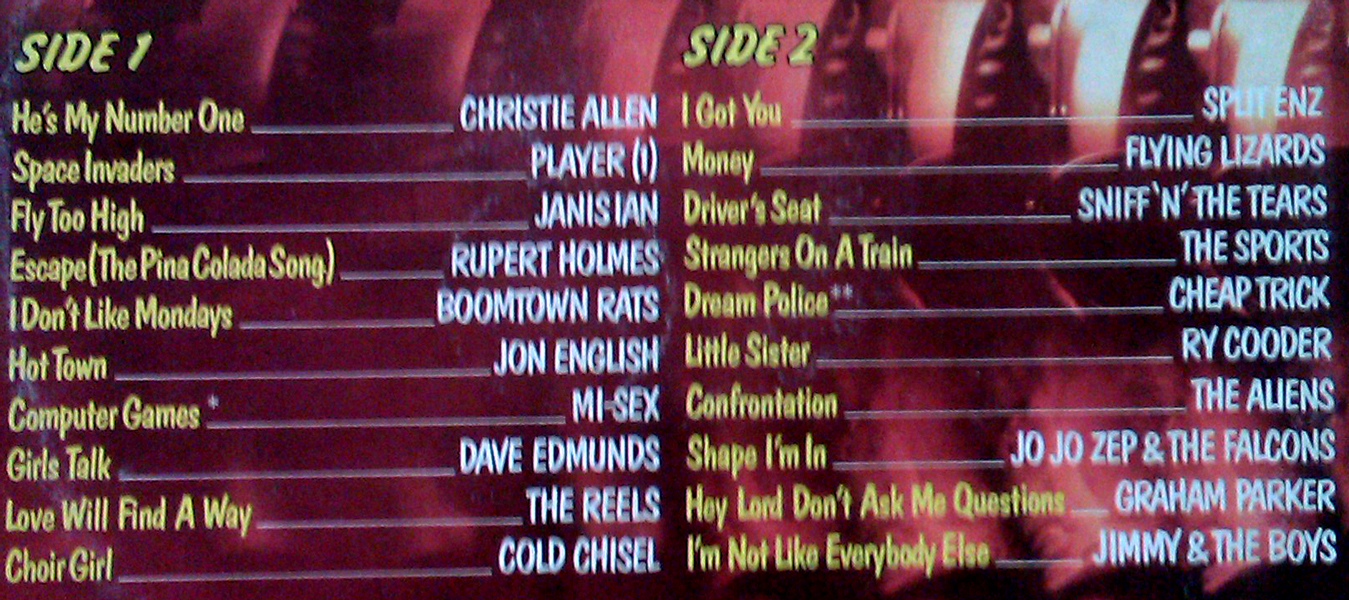 SIDE 1
He's My Number One CHRISTIE ALLEN
Space Invaders PLAYER (1)
Fly Too High JANIS IAN
Escape (The Pina Colada Song) RUPERT HOLMES
I Don't Like Mondays BOOMTOWN RATS
Hot Town JON ENGLISH
Computer Games * MI-SEX
Girls Talk DAVE EDMUNDS
Love Will Find A Way THE REELS
Choir Girl COLD CHISEL
SIDE 2
I Got You SPLIT ENZ
Money FLYING LIZARDS
Driver's Seat SNIFF 'N' THE TEARS
Strangers On A Train THE SPORTS
Dream Police ** CHEAP TRICK
Little Sister RY COODER
Confrontation THE ALIENS
Shape I'm In JO JO ZEP & THE FALCONS
Hey Lord Don't Ask Me Questions GRAHAM PARKER
I'm Not Like Everybody Else JIMMY & THE BOYS